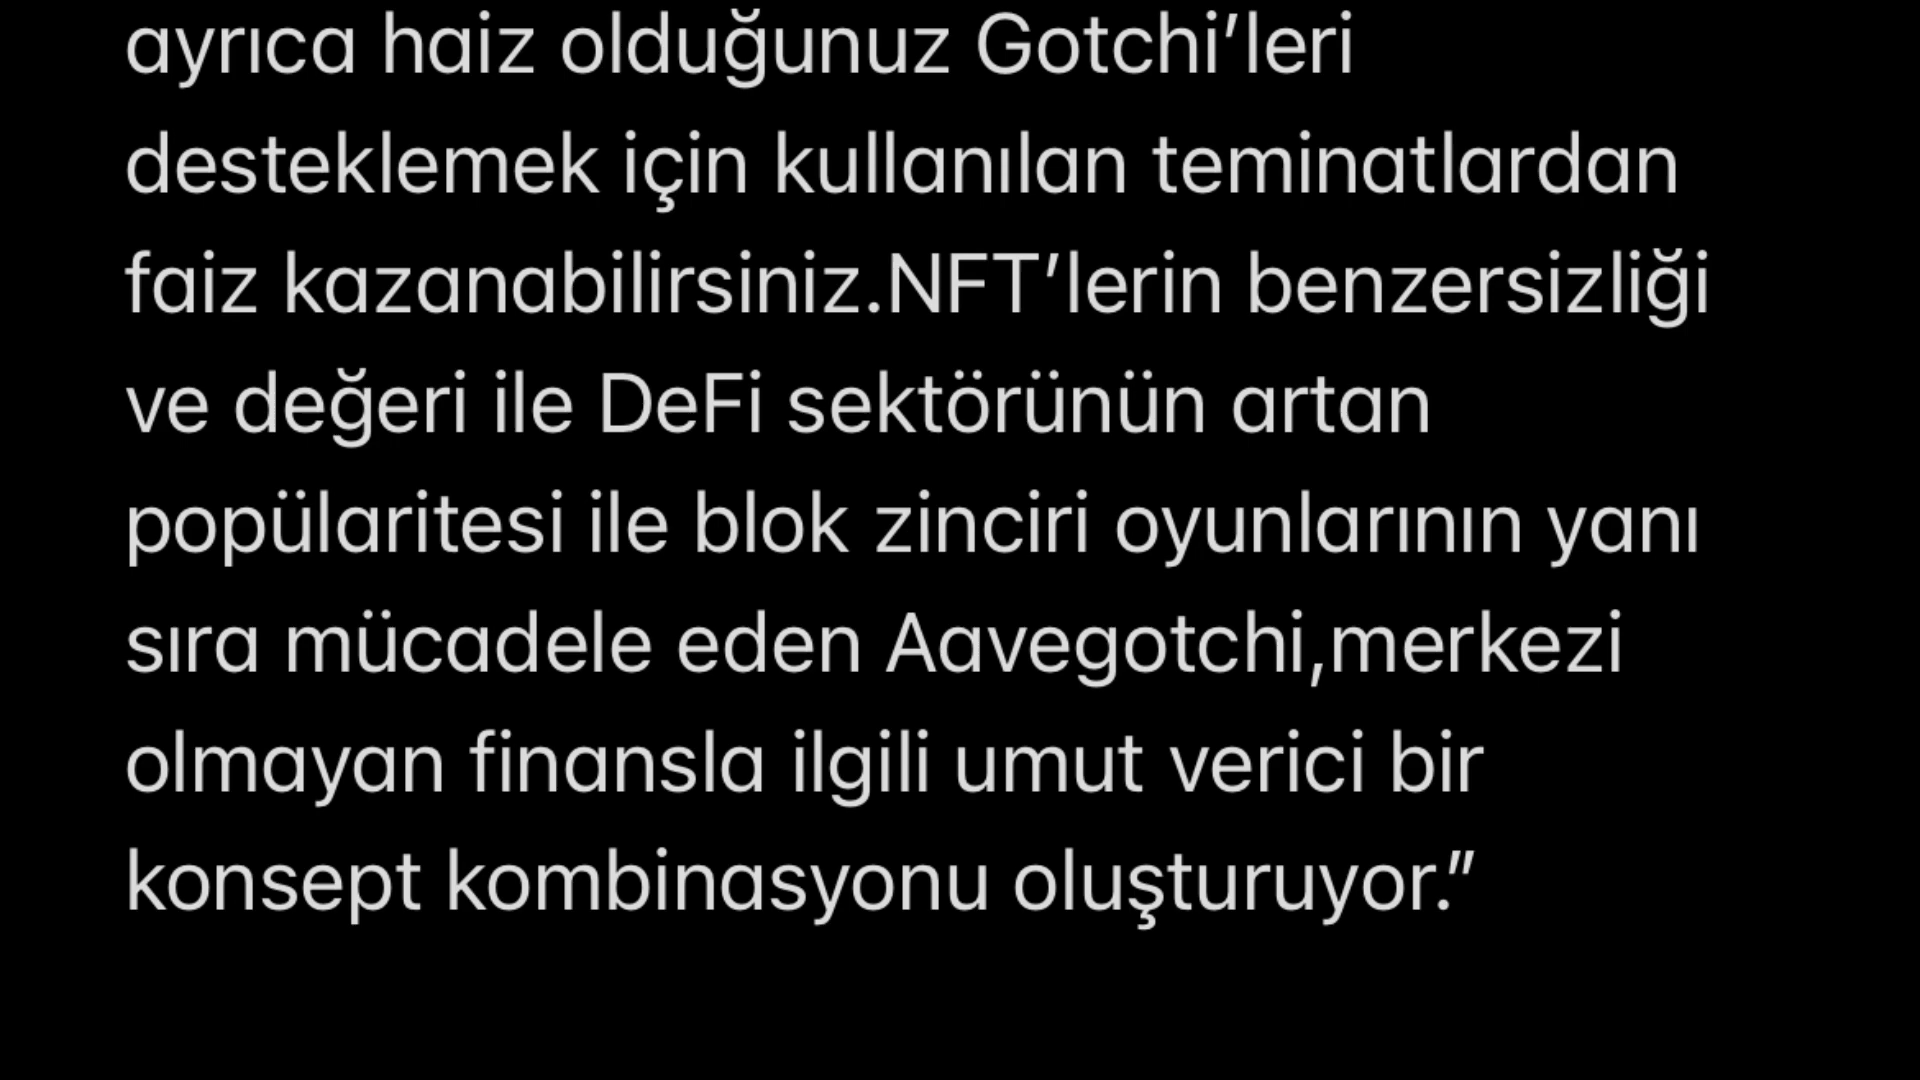 ayrıca haiz olduğunuz Gotchi’leri
desteklemek için kullanılan teminatlardan
faiz kazanabilirsiniz.NFT’lerin benzersizliği
ve değeri ile DeFi sektörünün artan
popülaritesi ile blok zinciri oyunlarının yanı
sıra mücadele eden Aavegotchi,merkezi
olmayan finansla ilgili umut verici bir
konsept kombinasyonu oluşturuyor.”